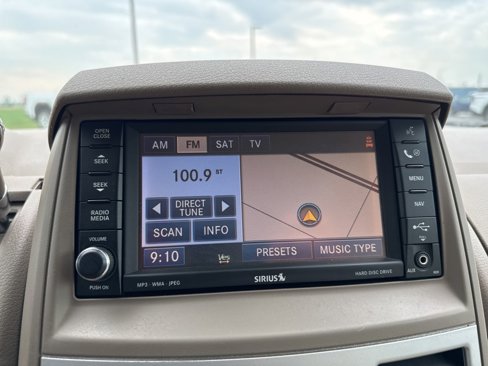 OPEN
CLOSE
SEEK
SEEK
RADIO
MEDIA
VOLUME
PUSH ON
AM FM SAT TV
100.9 ST
DIRECT
TUNE
SCAN INFO
9:10 Yes PRESETS MUSIC TYPE
MENU
NAV
AUX
MP3 · WMA · JPEG
SIRIUS
HARD DISC DRIVE